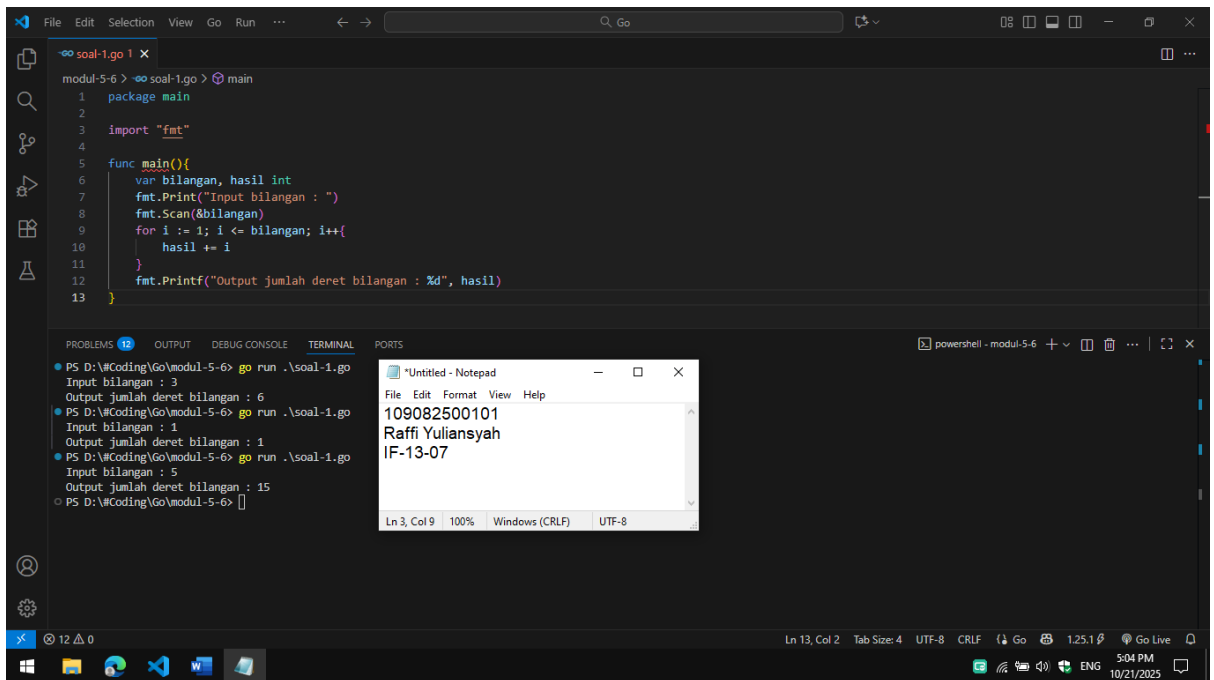 File Edit Selection View Go Run ··· ← → Go
soal-1.go 1 ×
modul-5-6 > soal-1.go > main
1 package main
2
3 import "fmt"
4
5 func main(){
6 var bilangan, hasil int
7 fmt.Print("Input bilangan : ")
8 fmt.Scan(&bilangan)
9 for i := 1; i <= bilangan; i++{
10 hasil += i
11 }
12 fmt.Printf("Output jumlah deret bilangan : %d", hasil)
13 }
PROBLEMS 12 OUTPUT DEBUG CONSOLE TERMINAL PORTS powershell - modul-5-6
PS D:\#Coding\Go\modul-5-6> go run .\soal-1.go
Input bilangan : 3
Output jumlah deret bilangan : 6
PS D:\#Coding\Go\modul-5-6> go run .\soal-1.go
Input bilangan : 1
Output jumlah deret bilangan : 1
PS D:\#Coding\Go\modul-5-6> go run .\soal-1.go
Input bilangan : 5
Output jumlah deret bilangan : 15
PS D:\#Coding\Go\modul-5-6>
*Untitled - Notepad
File Edit Format View Help
109082500101
Raffi Yuliansyah
IF-13-07
Ln 3, Col 9 100% Windows (CRLF) UTF-8
12 0 Ln 13, Col 2 Tab Size: 4 UTF-8 CRLF Go 1.25.1 Go Live
ENG 5:04 PM
10/21/2025